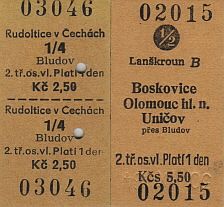 03046
Rudoltice v Čechách
1/4
Bludov
2.tř.os.vl. Platí 1 den
Kč 2,50
Rudoltice v Čechách
1/4
Bludov
2.tř.os.vl. Platí 1 den
Kč 2,50
03046
02015
1/2
Lanškroun B
Boskovice
Olomouc hl. n.
Uničov
přes Bludov
2.tř.os.vl. Platí 1 den
Kčs 5,50
02015